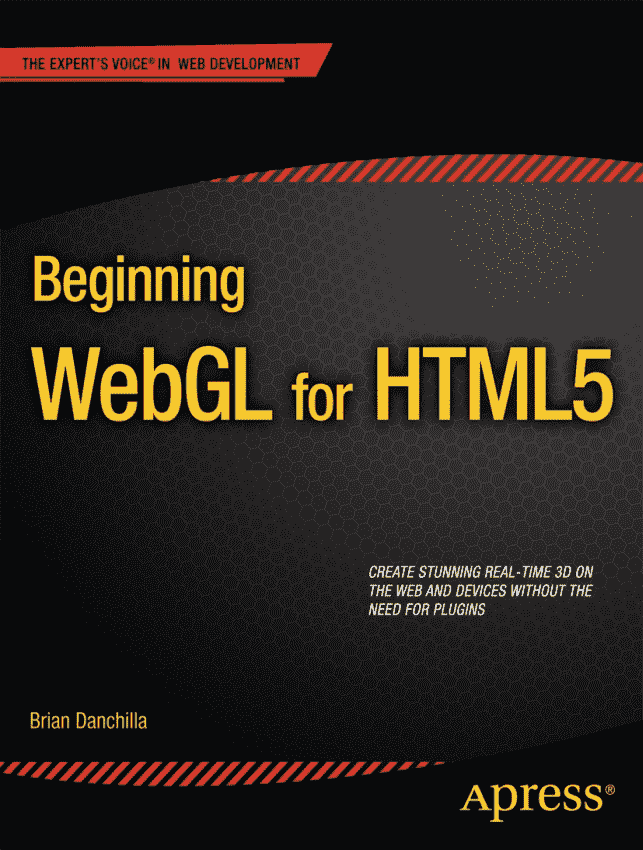 THE EXPERT'S VOICE® IN WEB DEVELOPMENT
Beginning
WebGL for HTML5
CREATE STUNNING REAL-TIME 3D ON
THE WEB AND DEVICES WITHOUT THE
NEED FOR PLUGINS
Brian Danchilla
Apress®